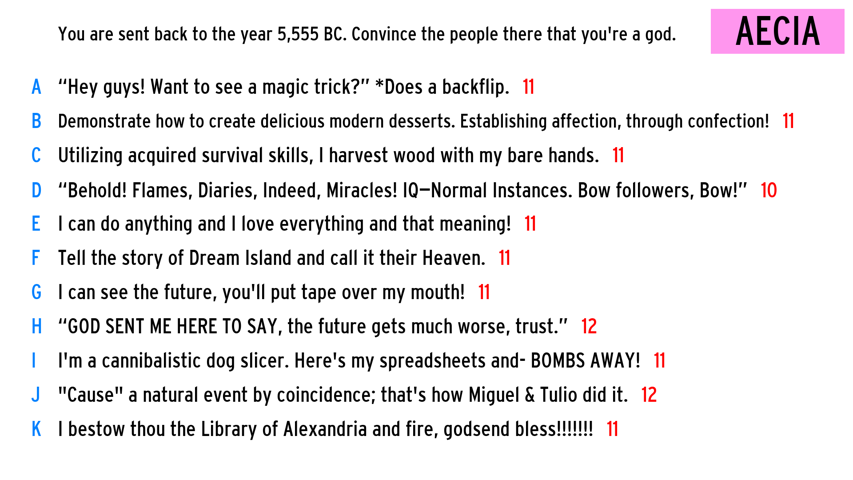 You are sent back to the year 5,555 BC. Convince the people there that you're a god. AECIA
A “Hey guys! Want to see a magic trick?” *Does a backflip. 11
B Demonstrate how to create delicious modern desserts. Establishing affection, through confection! 11
C Utilizing acquired survival skills, I harvest wood with my bare hands. 11
D “Behold! Flames, Diaries, Indeed, Miracles! IQ—Normal Instances. Bow followers, Bow!” 10
E I can do anything and I love everything and that meaning! 11
F Tell the story of Dream Island and call it their Heaven. 11
G I can see the future, you'll put tape over my mouth! 11
H “GOD SENT ME HERE TO SAY, the future gets much worse, trust.” 12
I I'm a cannibalistic dog slicer. Here's my spreadsheets and- BOMBS AWAY! 11
J "Cause" a natural event by coincidence; that's how Miguel & Tulio did it. 12
K I bestow thou the Library of Alexandria and fire, godsend bless!!!!!!! 11